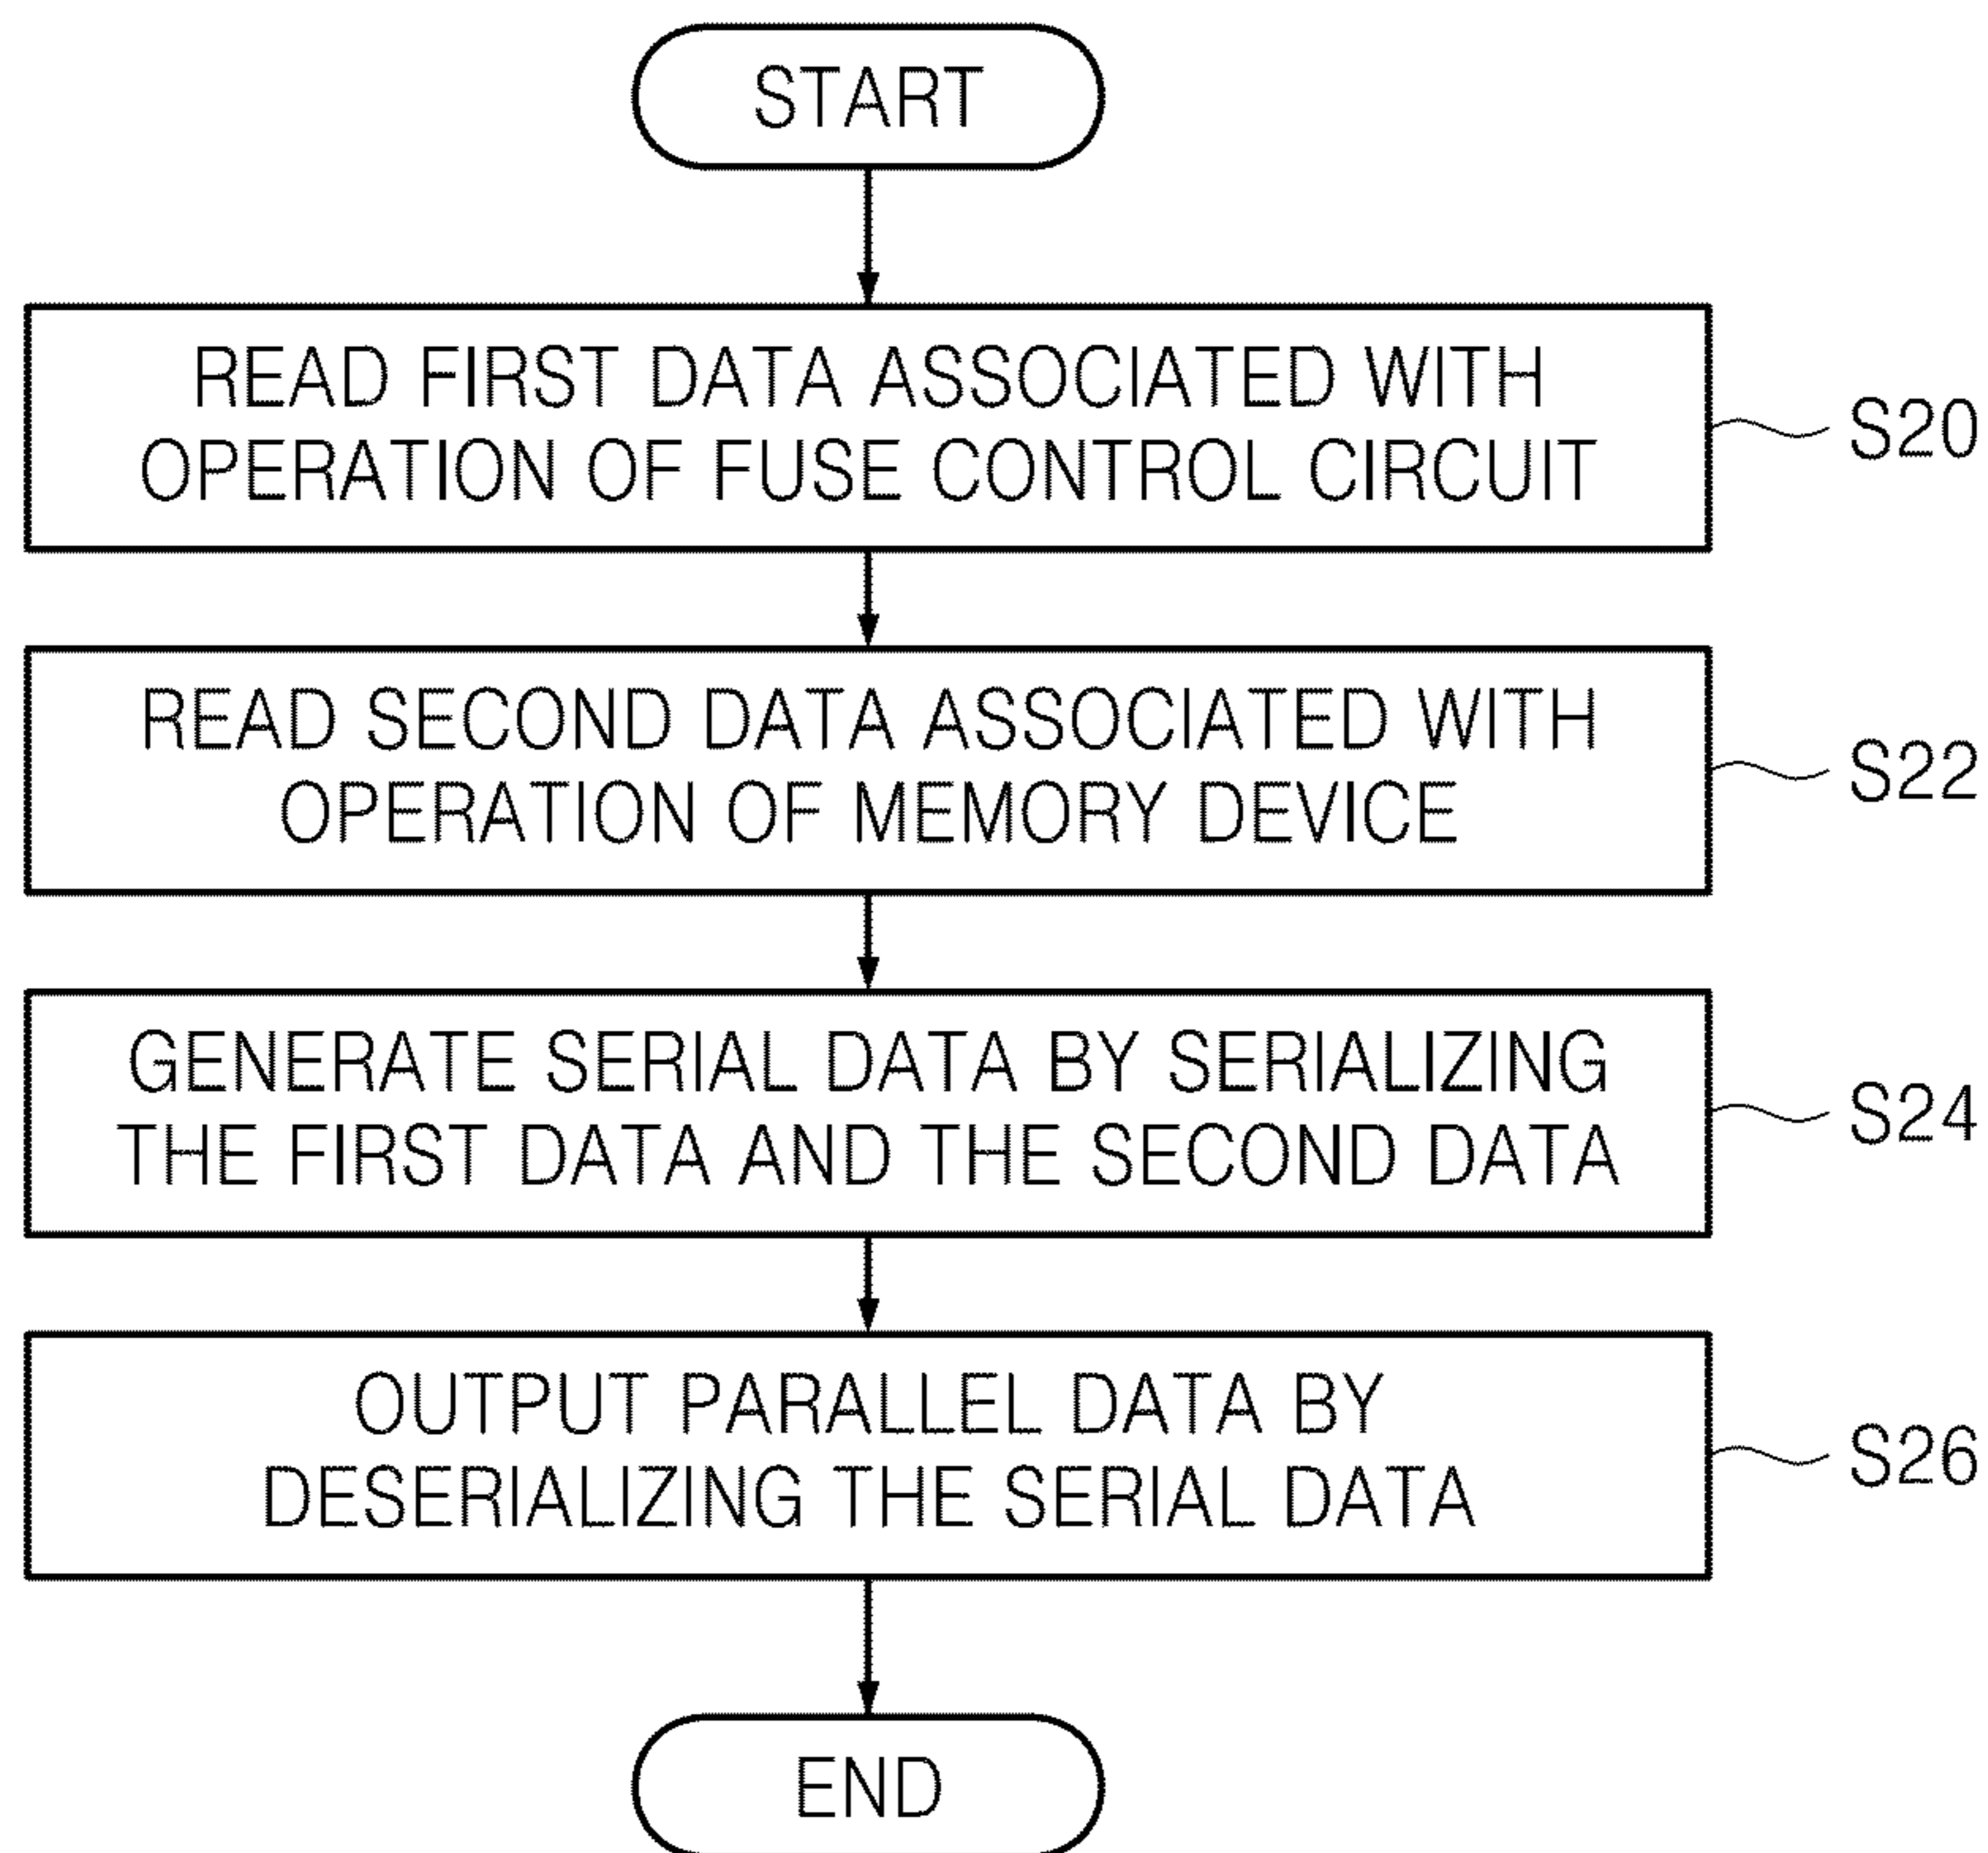 START
READ FIRST DATA ASSOCIATED WITH
OPERATION OF FUSE CONTROL CIRCUIT
S20
READ SECOND DATA ASSOCIATED WITH
OPERATION OF MEMORY DEVICE
S22
GENERATE SERIAL DATA BY SERIALIZING
THE FIRST DATA AND THE SECOND DATA
S24
OUTPUT PARALLEL DATA BY
DESERIALIZING THE SERIAL DATA
S26
END